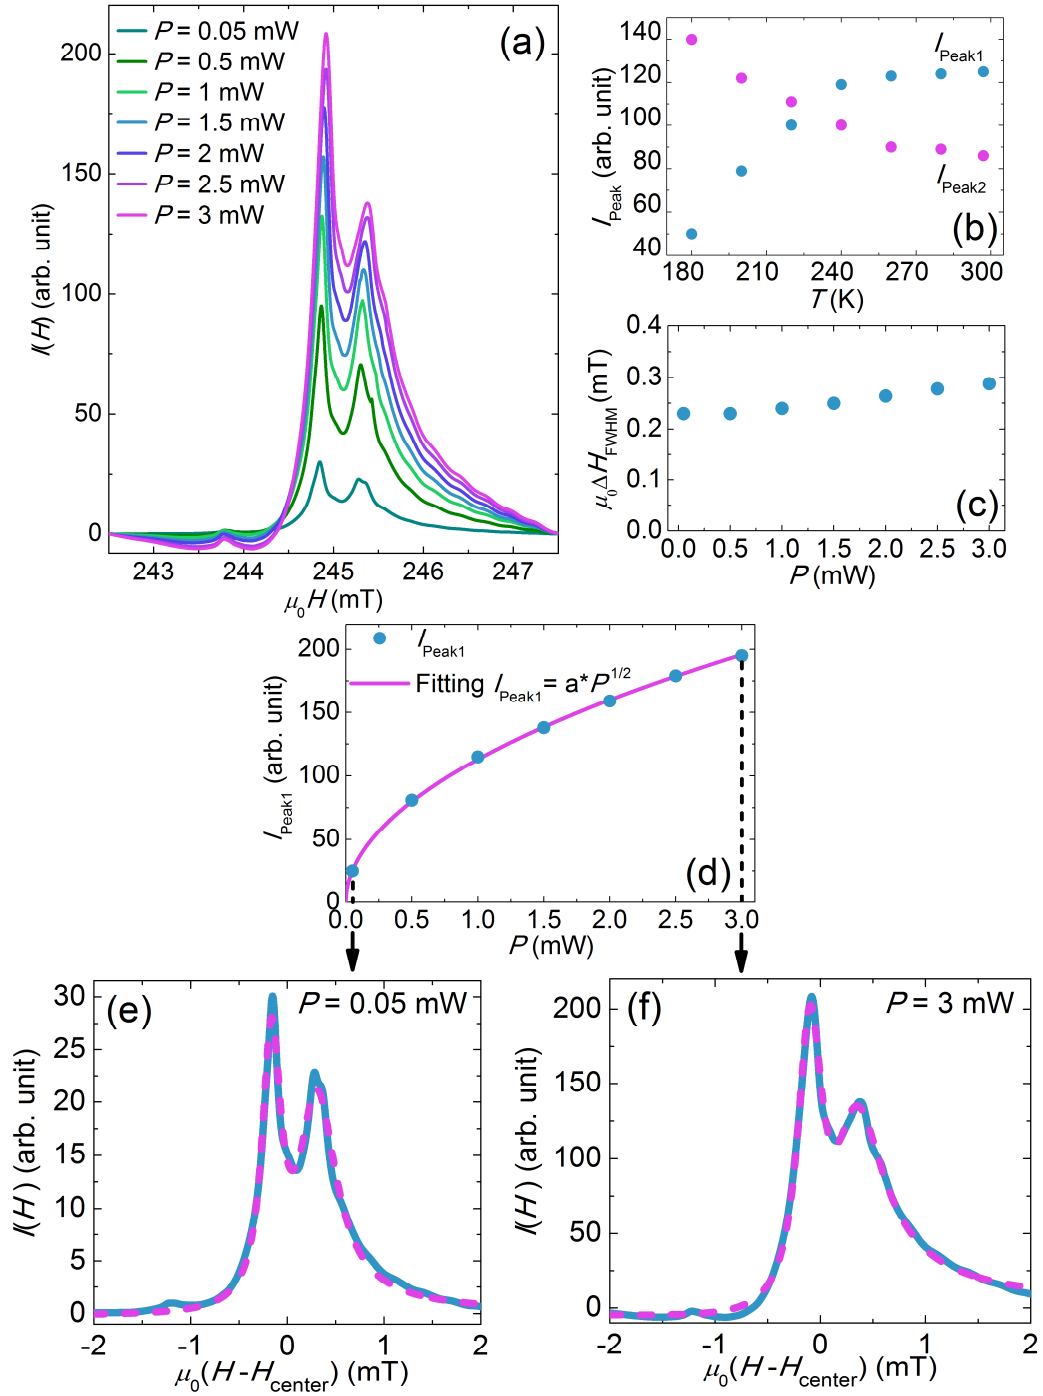 (a)
P = 0.05 mW
P = 0.5 mW
P = 1 mW
P = 1.5 mW
P = 2 mW
P = 2.5 mW
P = 3 mW
200
150
100
50
0
I(H) (arb. unit)
243 244 245 246 247
μ0H (mT)
(b)
IPeak1
IPeak2
140
120
100
80
60
40
IPeak (arb. unit)
180 210 240 270 300
T (K)
(c)
0.4
0.3
0.2
0.1
0.0
μ0ΔHFWHM (mT)
0.0 0.5 1.0 1.5 2.0 2.5 3.0
P (mW)
IPeak1
Fitting IPeak1 = a*P1/2
(d)
200
150
100
50
0
IPeak1 (arb. unit)
0.0 0.5 1.0 1.5 2.0 2.5 3.0
P (mW)
(e)
P = 0.05 mW
30
25
20
15
10
5
0
I(H) (arb. unit)
-2 -1 0 1 2
μ0(H-Hcenter) (mT)
(f)
P = 3 mW
200
150
100
50
0
I(H) (arb. unit)
-2 -1 0 1 2
μ0(H-Hcenter) (mT)